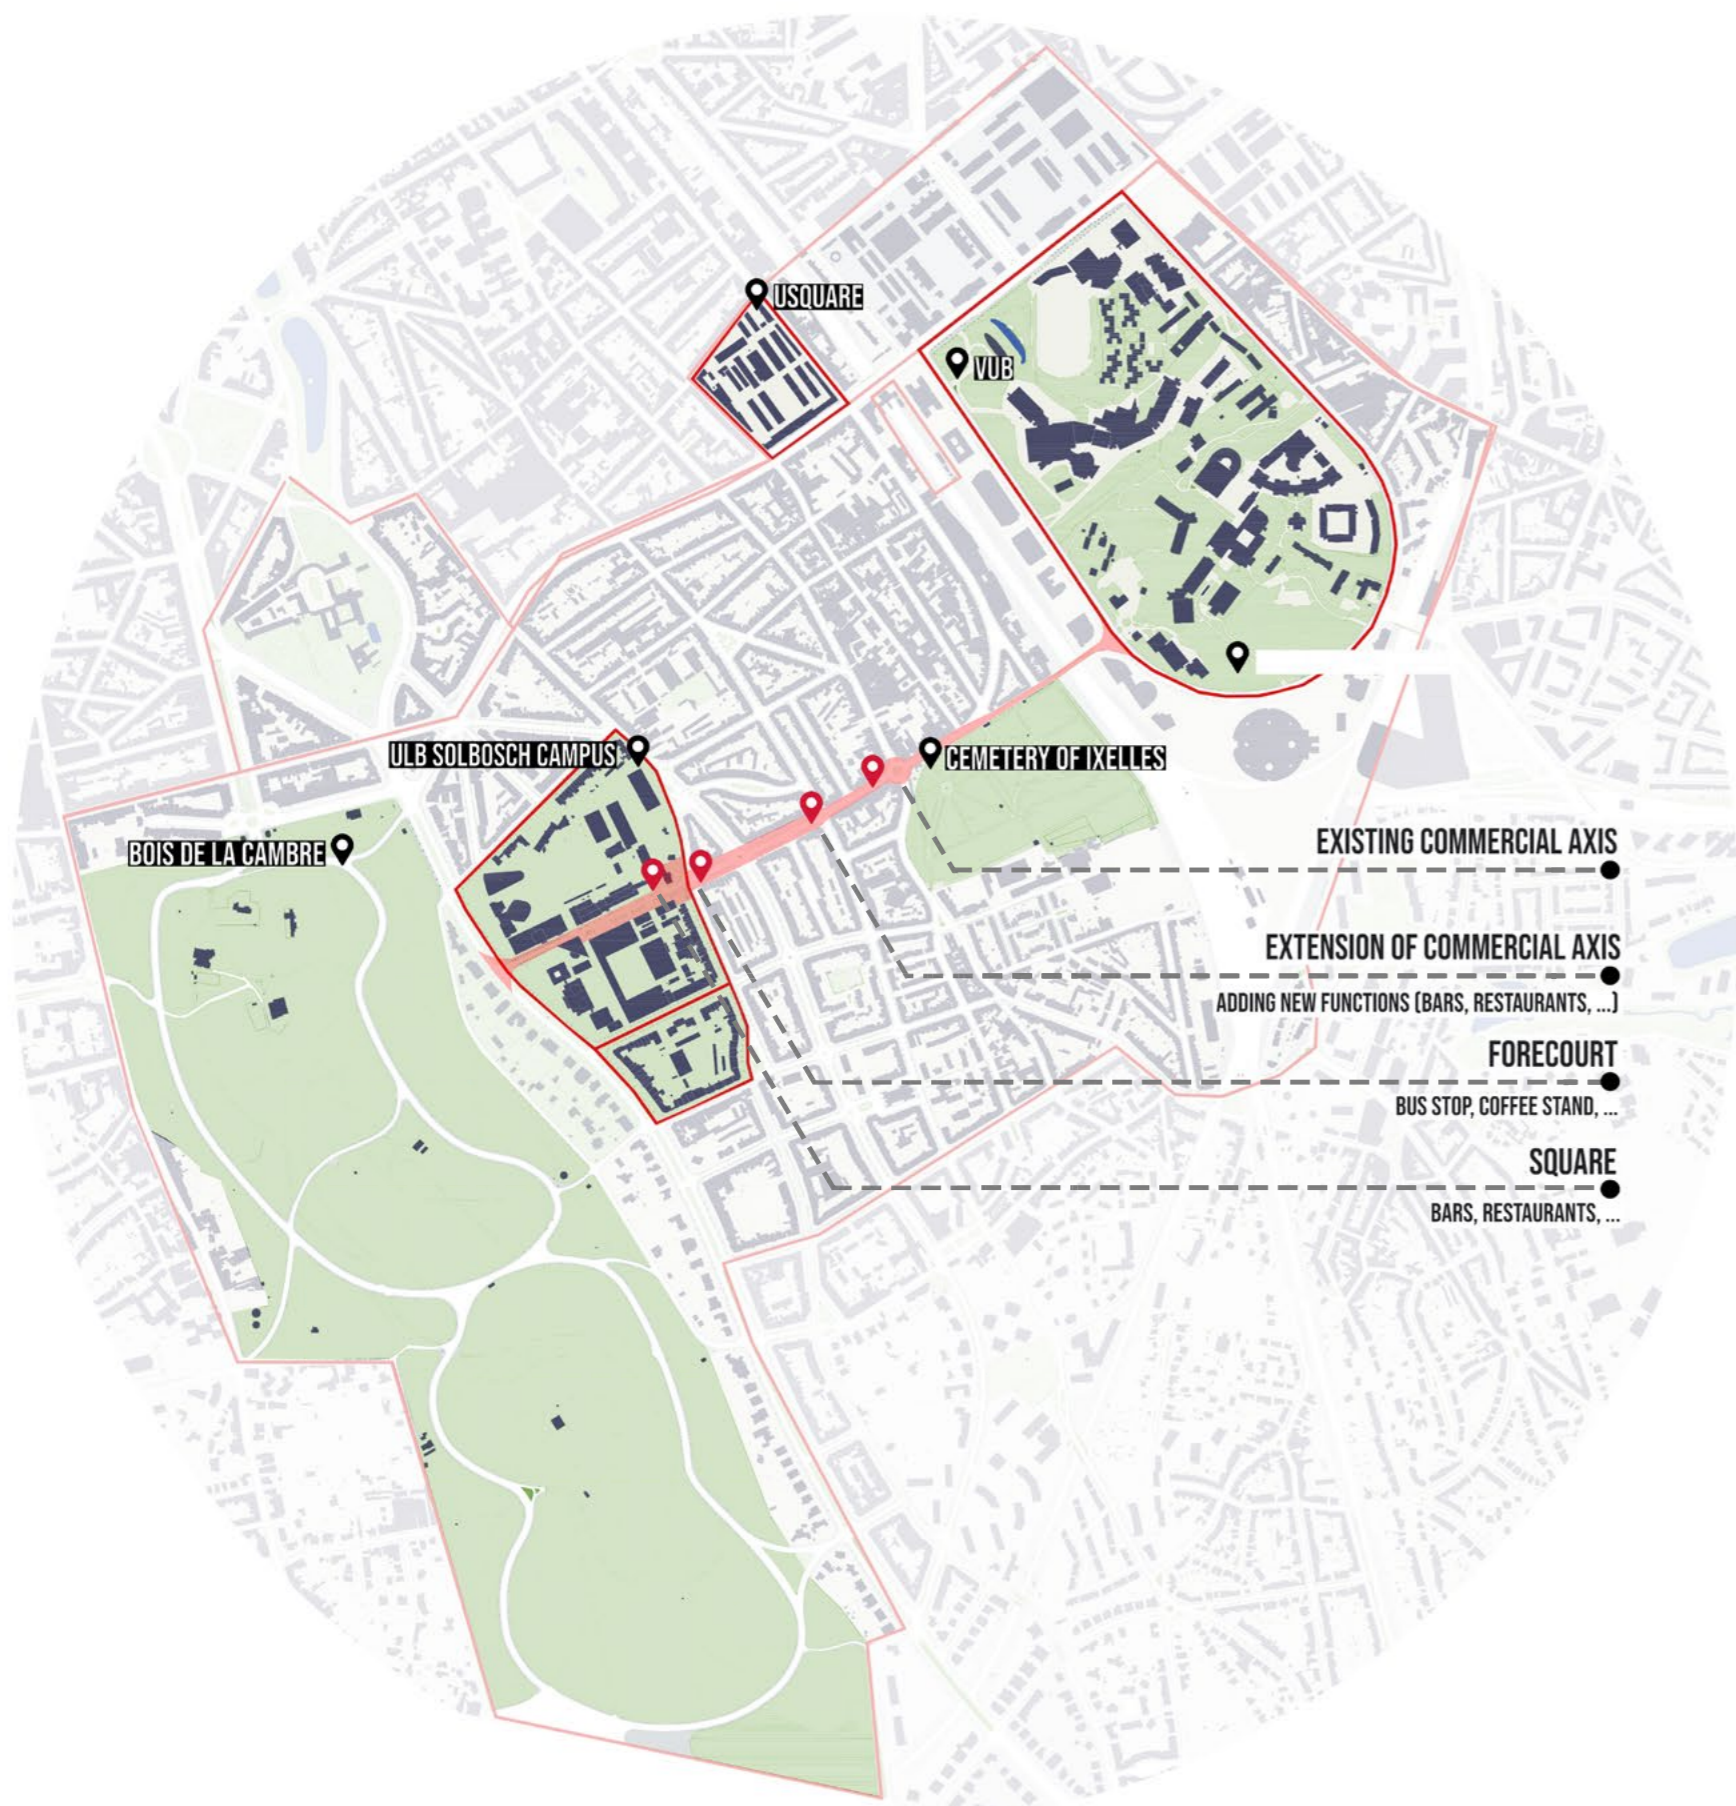 USQUARE
VUB
ULB SOLBOSCH CAMPUS
CEMETERY OF IXELLES
BOIS DE LA CAMBRE
EXISTING COMMERCIAL AXIS
EXTENSION OF COMMERCIAL AXIS
ADDING NEW FUNCTIONS (BARS, RESTAURANTS, ...)
FORECOURT
BUS STOP, COFFEE STAND, ...
SQUARE
BARS, RESTAURANTS, ...